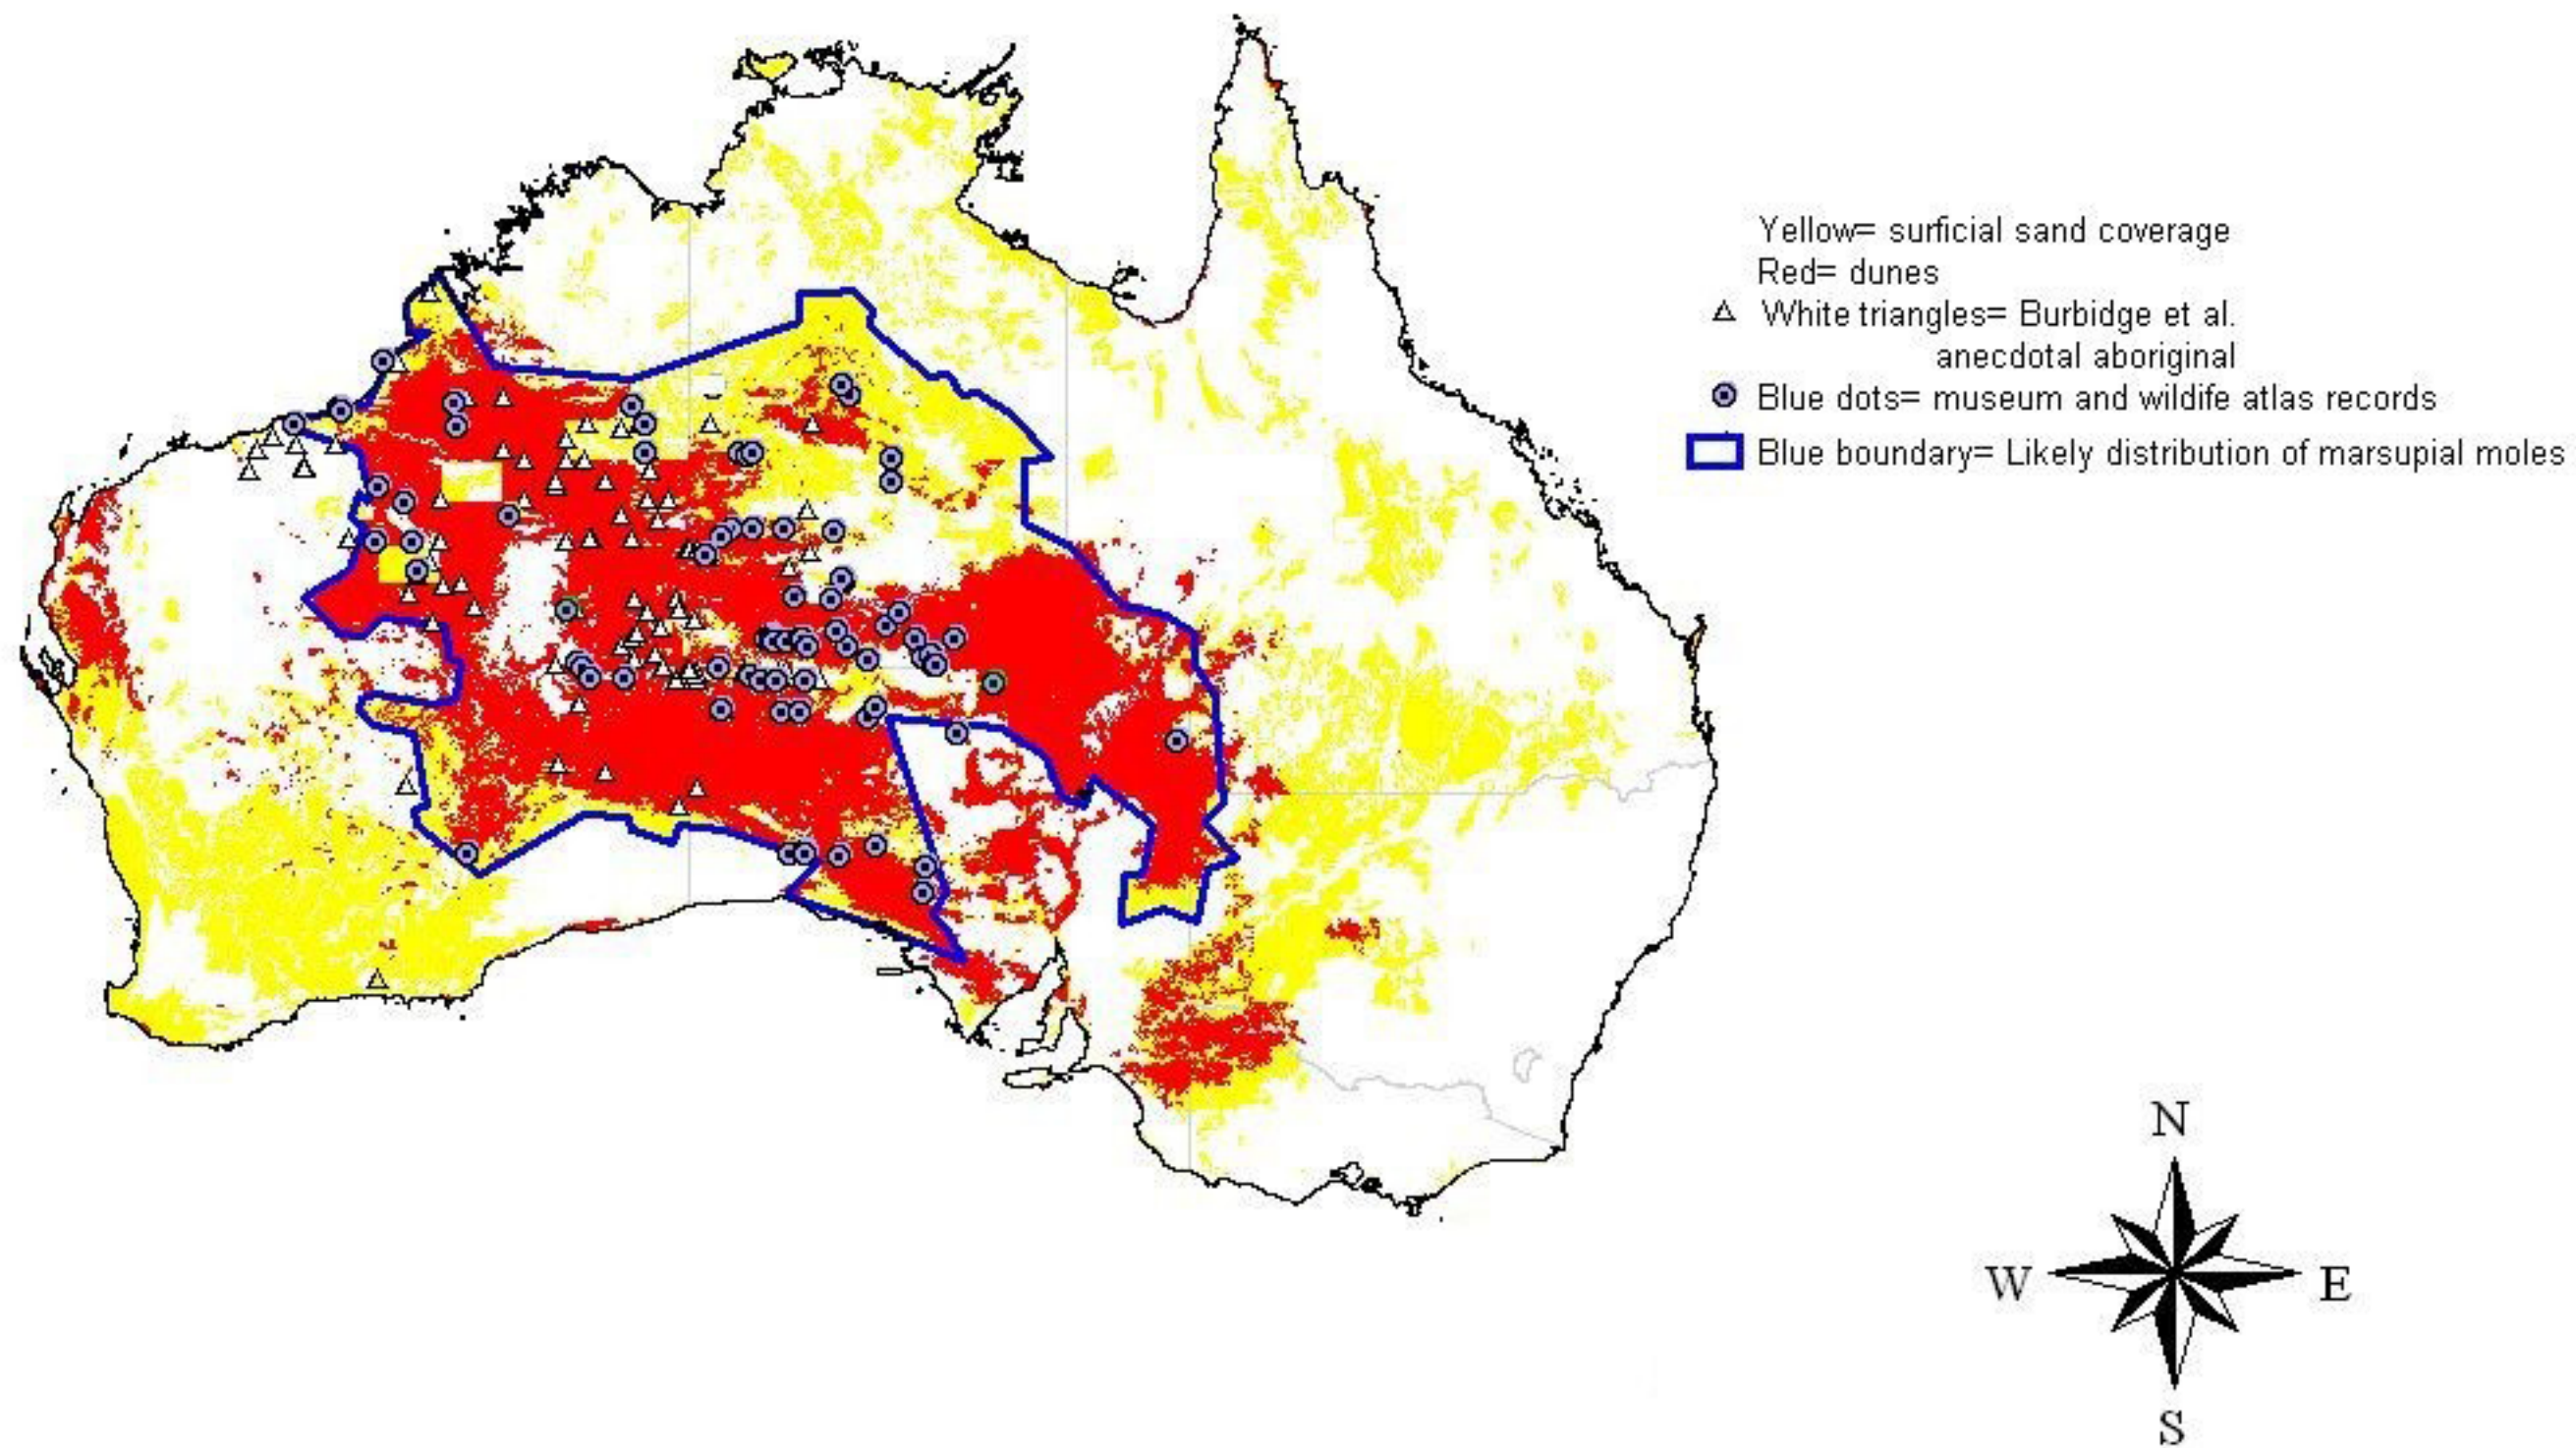 Yellow= surficial sand coverage
Red= dunes
White triangles= Burbidge et al.
anecdotal aboriginal
Blue dots= museum and wildife atlas records
Blue boundary= Likely distribution of marsupial moles
N
W E
S